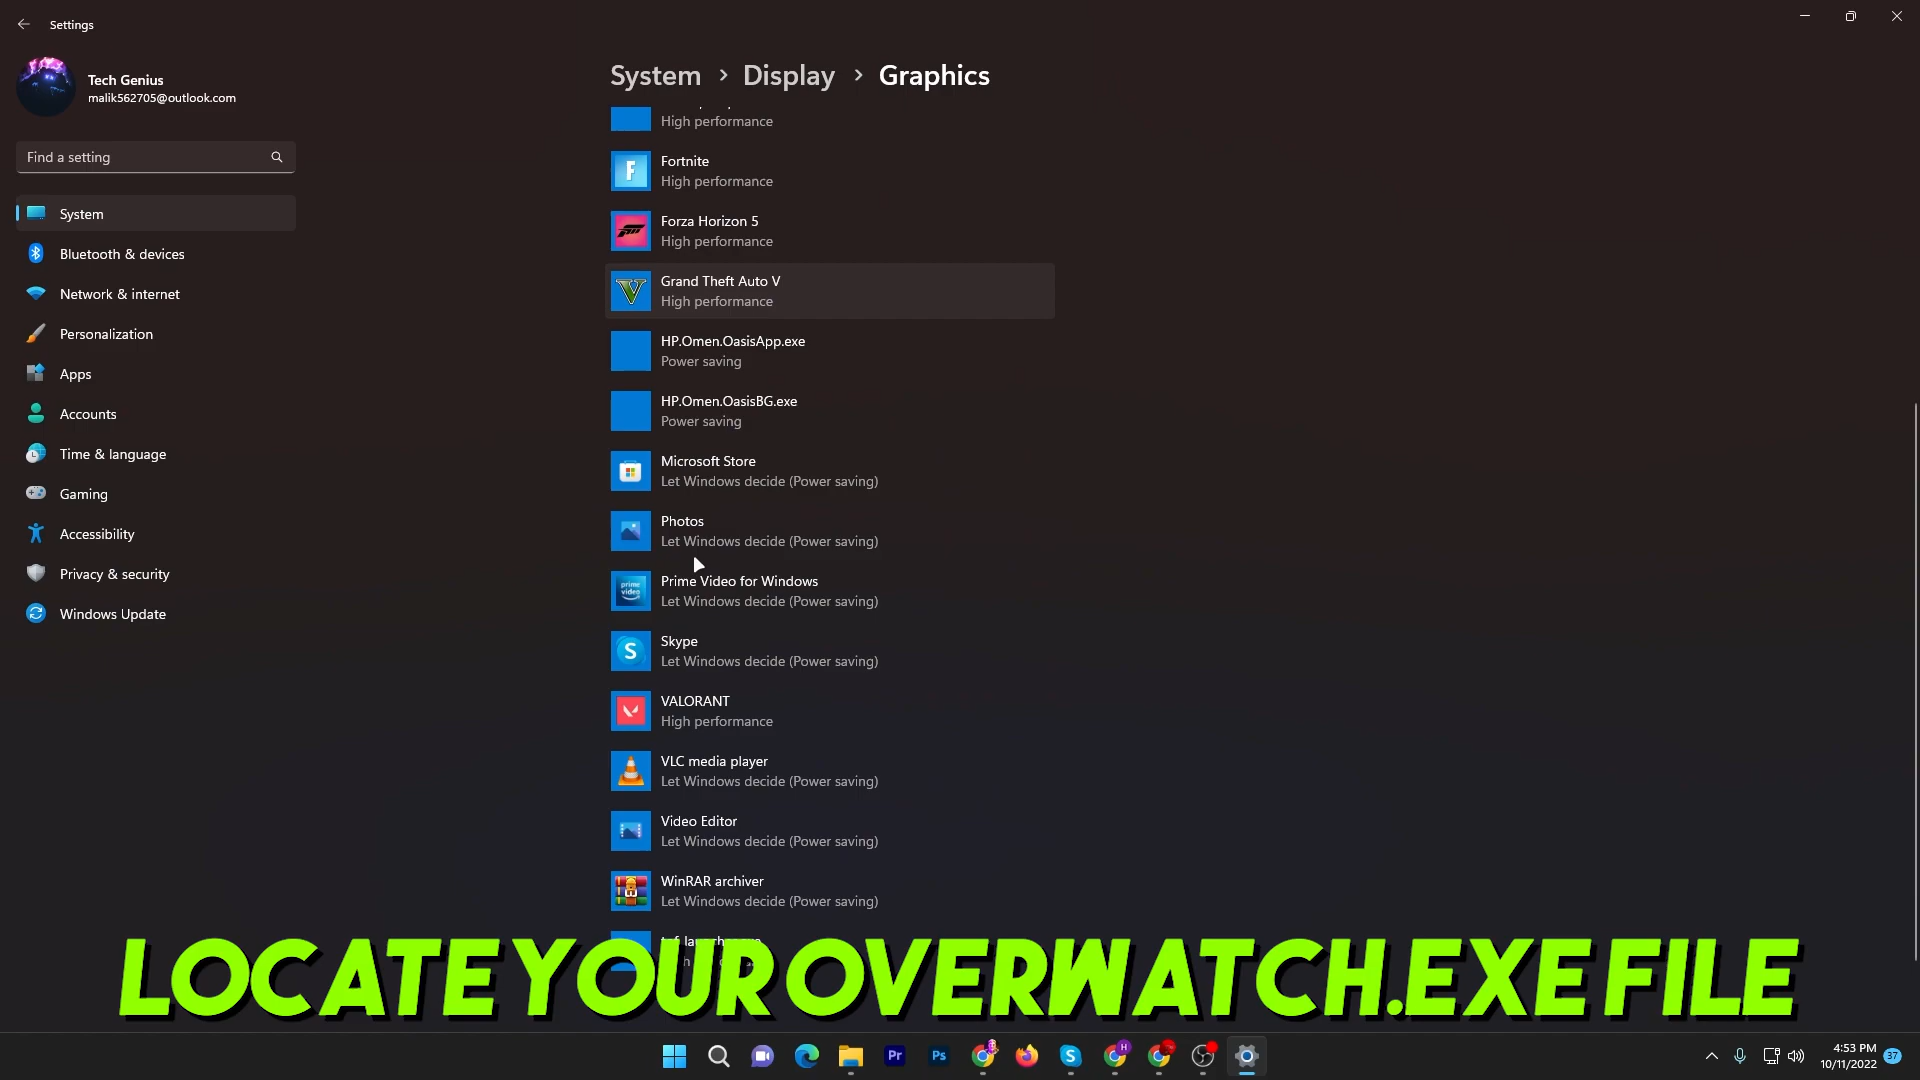 Settings
Tech Genius
malik562705@outlook.com
Find a setting
System
Bluetooth & devices
Network & internet
Personalization
Apps
Accounts
Time & language
Gaming
Accessibility
Privacy & security
Windows Update
System > Display > Graphics
High performance
Fortnite
High performance
Forza Horizon 5
High performance
Grand Theft Auto V
High performance
HP.Omen.OasisApp.exe
Power saving
HP.Omen.OasisBG.exe
Power saving
Microsoft Store
Let Windows decide (Power saving)
Photos
Let Windows decide (Power saving)
prime video
Prime Video for Windows
Let Windows decide (Power saving)
Skype
Let Windows decide (Power saving)
VALORANT
High performance
VLC media player
Let Windows decide (Power saving)
Video Editor
Let Windows decide (Power saving)
WinRAR archiver
Let Windows decide (Power saving)
LOCATE YOUR OVERWATCH.EXE FILE
Pr
Ps
H
4:53 PM
10/11/2022
37